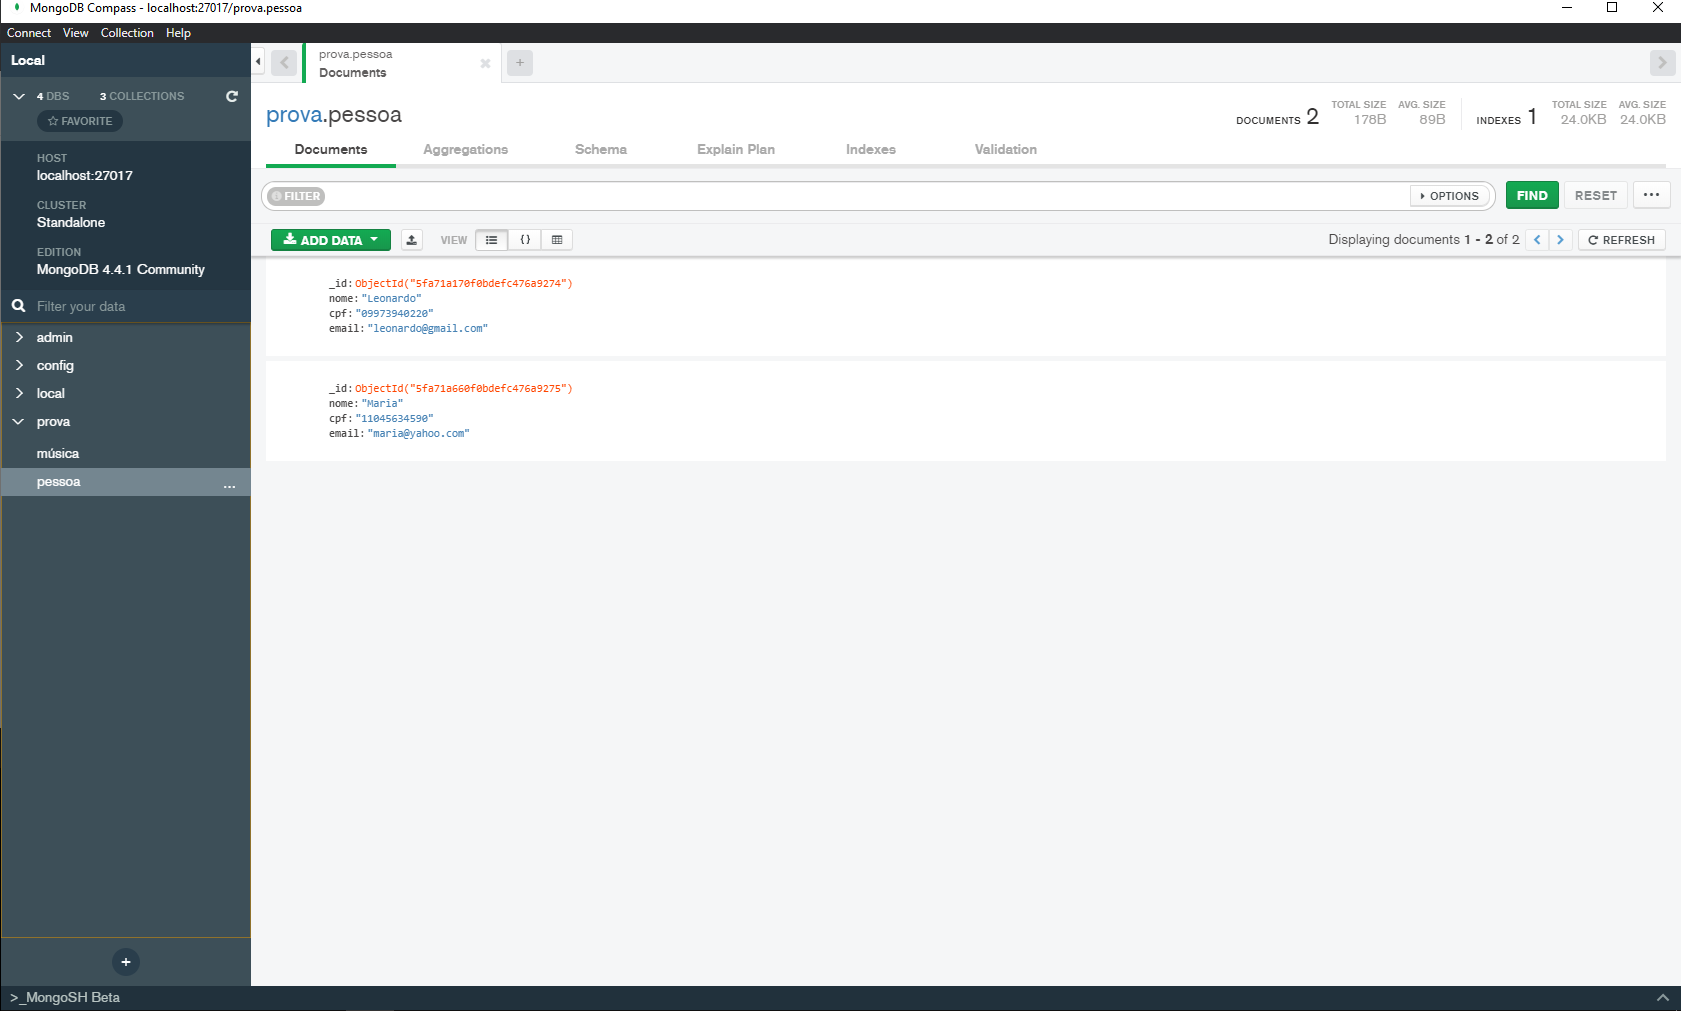 MongoDB Compass - localhost:27017/prova.pessoa
Connect View Collection Help
Local
4 DBS 3 COLLECTIONS
FAVORITE
HOST
localhost:27017
CLUSTER
Standalone
EDITION
MongoDB 4.4.1 Community
Filter your data
admin
config
local
prova
música
pessoa ...
+
prova.pessoa
Documents
+
prova.pessoa
DOCUMENTS 2 TOTAL SIZE 178B AVG. SIZE 89B INDEXES 1 TOTAL SIZE 24.0KB AVG. SIZE 24.0KB
Documents Aggregations Schema Explain Plan Indexes Validation
FILTER OPTIONS FIND RESET ...
ADD DATA VIEW {} Displaying documents 1 - 2 of 2 < > REFRESH
_id: ObjectId("5fa71a170f0bdefc476a9274")
nome: "Leonardo"
cpf: "09973940220"
email: "leonardo@gmail.com"
_id: ObjectId("5fa71a660f0bdefc476a9275")
nome: "Maria"
cpf: "11045634590"
email: "maria@yahoo.com"
>_MongoSH Beta